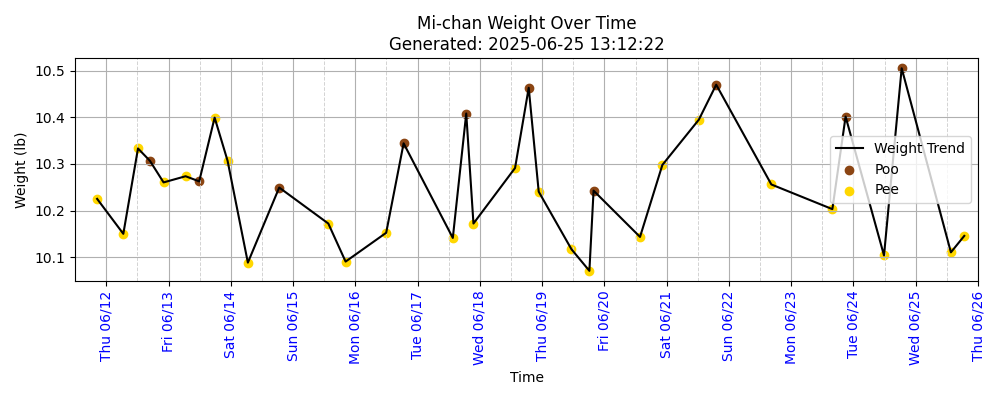 Mi-chan Weight Over Time
Generated: 2025-06-25 13:12:22
Weight (lb)
10.5
10.4
10.3
10.2
10.1
Weight Trend
Poo
Pee
Thu 06/12
Fri 06/13
Sat 06/14
Sun 06/15
Mon 06/16
Tue 06/17
Wed 06/18
Thu 06/19
Fri 06/20
Sat 06/21
Sun 06/22
Mon 06/23
Tue 06/24
Wed 06/25
Thu 06/26
Time